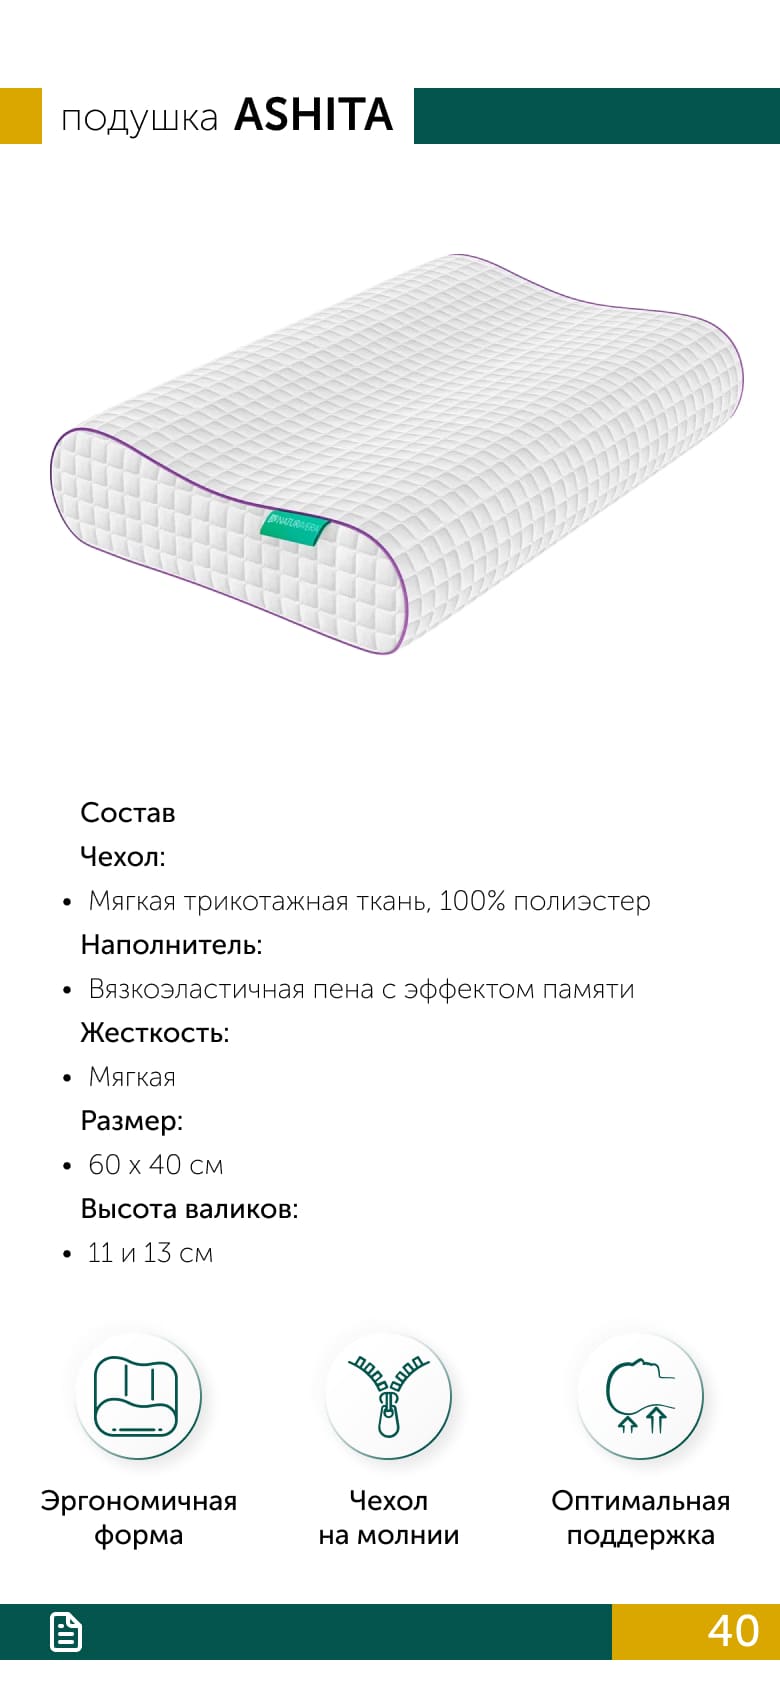 подушка ASHITA
NATURAVERA
Состав
Чехол:
• Мягкая трикотажная ткань, 100% полиэстер
Наполнитель:
• Вязкоэластичная пена с эффектом памяти
Жесткость:
• Мягкая
Размер:
• 60 х 40 см
Высота валиков:
• 11 и 13 см
Эргономичная
форма
Чехол
на молнии
Оптимальная
поддержка
40